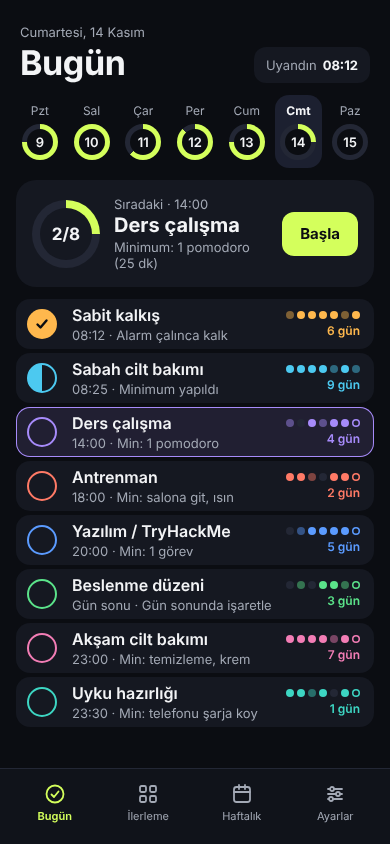 Cumartesi, 14 Kasım
Bugün
Uyandın 08:12
Pzt Sal Çar Per Cum Cmt Paz
9 10 11 12 13 14 15
2/8
Sıradaki · 14:00
Ders çalışma
Minimum: 1 pomodoro
(25 dk)
Başla
Sabit kalkış
08:12 · Alarm çalınca kalk
6 gün
Sabah cilt bakımı
08:25 · Minimum yapıldı
9 gün
Ders çalışma
14:00 · Min: 1 pomodoro
4 gün
Antrenman
18:00 · Min: salona git, ısın
2 gün
Yazılım / TryHackMe
20:00 · Min: 1 görev
5 gün
Beslenme düzeni
Gün sonu · Gün sonunda işaretle
3 gün
Akşam cilt bakımı
23:00 · Min: temizleme, krem
7 gün
Uyku hazırlığı
23:30 · Min: telefonu şarja koy
1 gün
Bugün İlerleme Haftalık Ayarlar